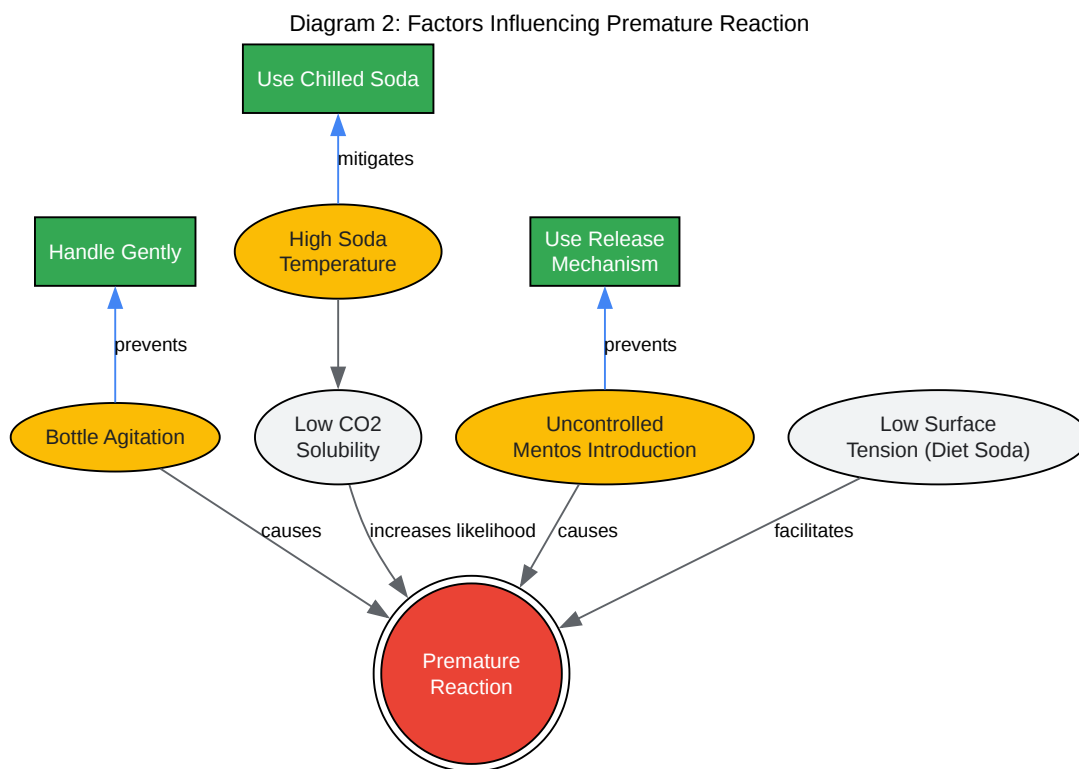 Diagram 2: Factors Influencing Premature Reaction
Use Chilled Soda
mitigates
Handle Gently
High Soda
Temperature
Use Release
Mechanism
prevents
prevents
Bottle Agitation
Low CO2
Solubility
Uncontrolled
Mentos Introduction
Low Surface
Tension (Diet Soda)
causes
increases likelihood
causes
facilitates
Premature
Reaction